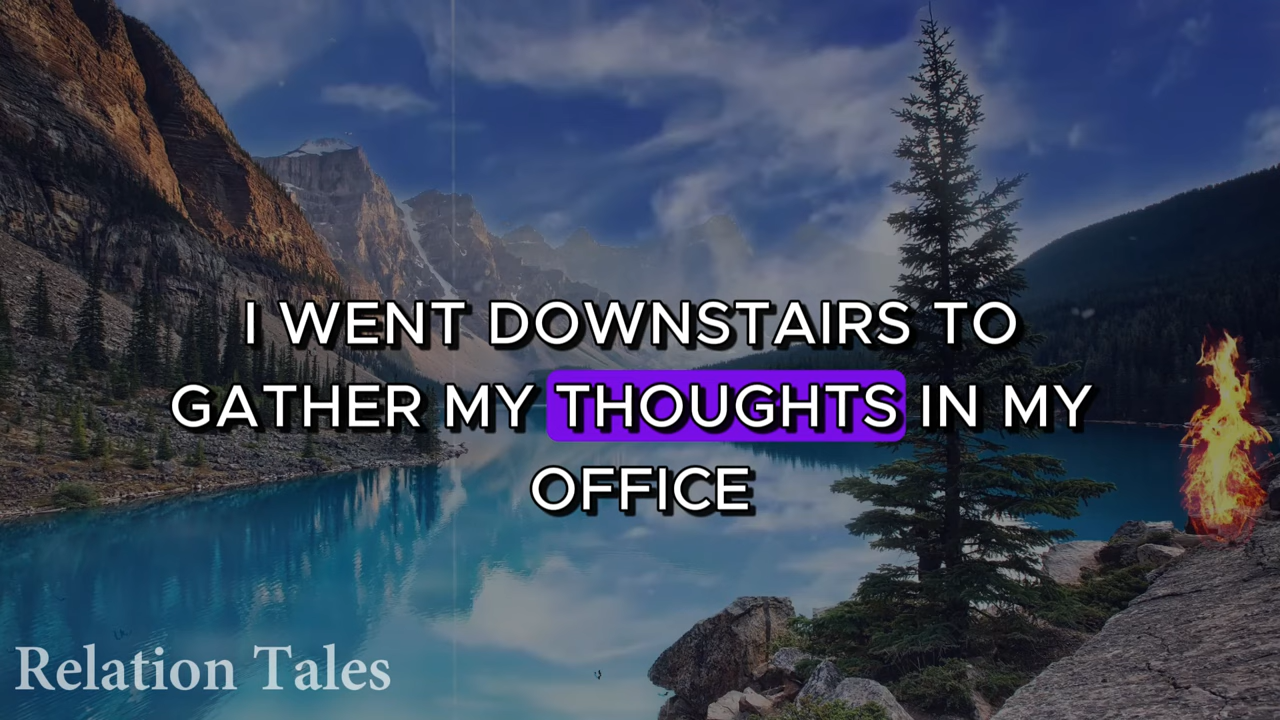 I WENT DOWNSTAIRS TO
GATHER MY THOUGHTS IN MY
OFFICE
Relation Tales